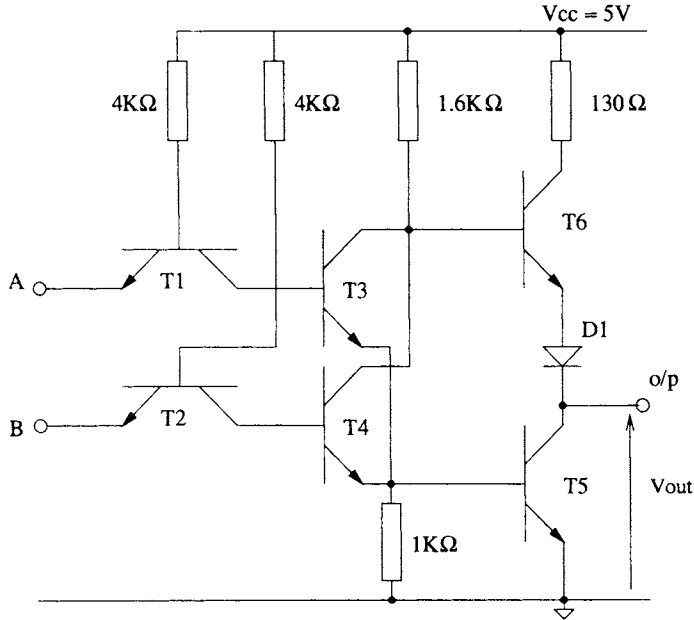 Vcc = 5V
4KΩ
4KΩ
1.6KΩ
130Ω
T6
A
T1
T3
D1
o/p
B
T2
T4
T5
Vout
1KΩ